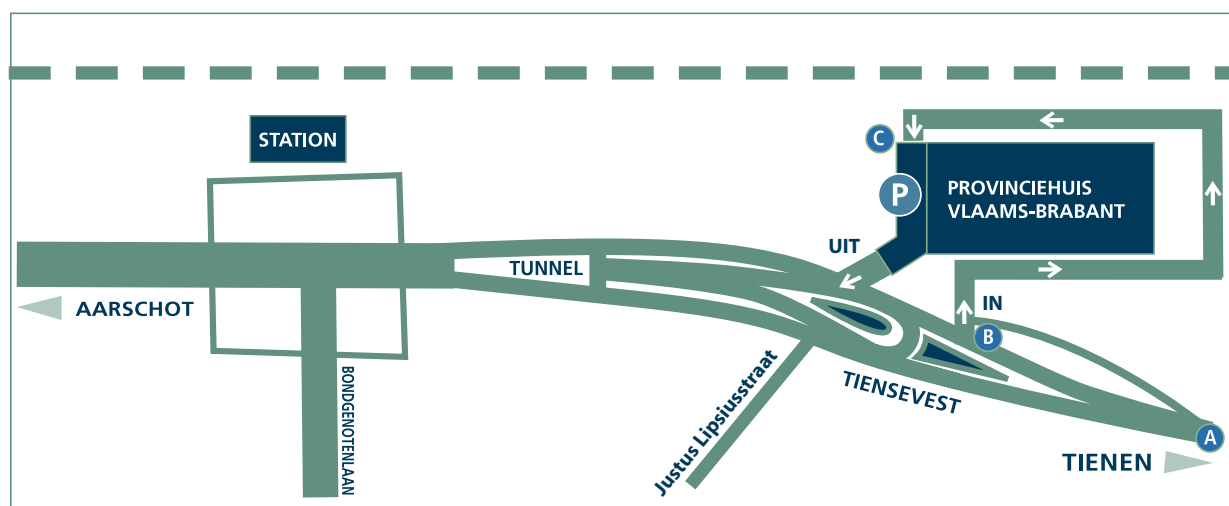 STATION
C
P
PROVINCIEHUIS
VLAAMS-BRABANT
UIT
TUNNEL
IN
AARSCHOT
B
BONDGENOTENLAAN
Justus Lipsiusstraat
TIENSEVEST
A
TIENEN